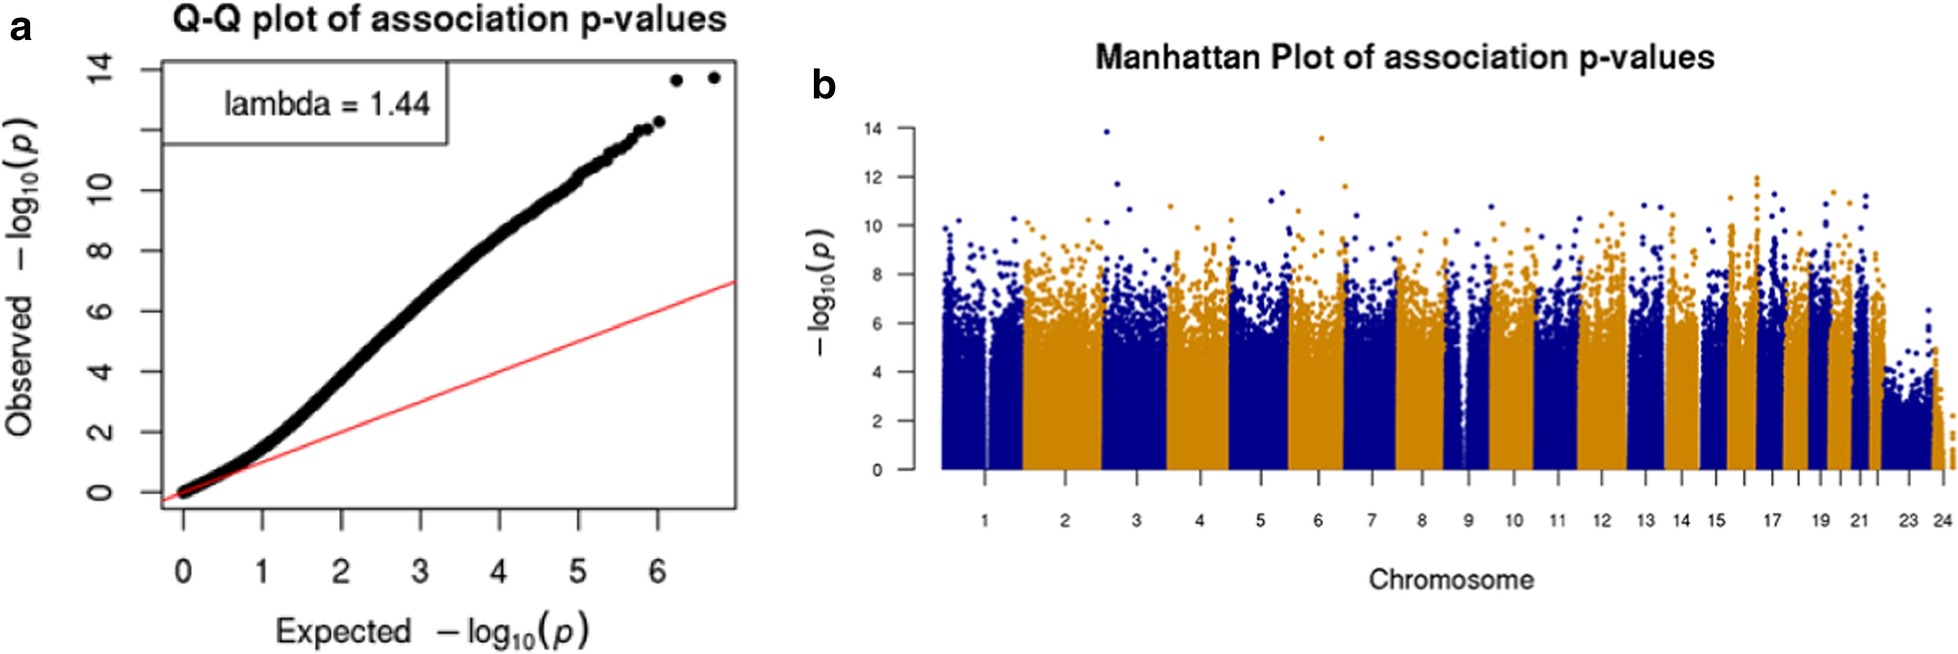 a
Q-Q plot of association p-values
lambda = 1.44
14
10
8
6
4
2
0
Observed −log10(p)
0 1 2 3 4 5 6
Expected −log10(p)
b
Manhattan Plot of association p-values
14
12
10
8
6
4
2
0
−log10(p)
1 2 3 4 5 6 7 8 9 10 11 12 13 14 15 17 19 21 23 24
Chromosome